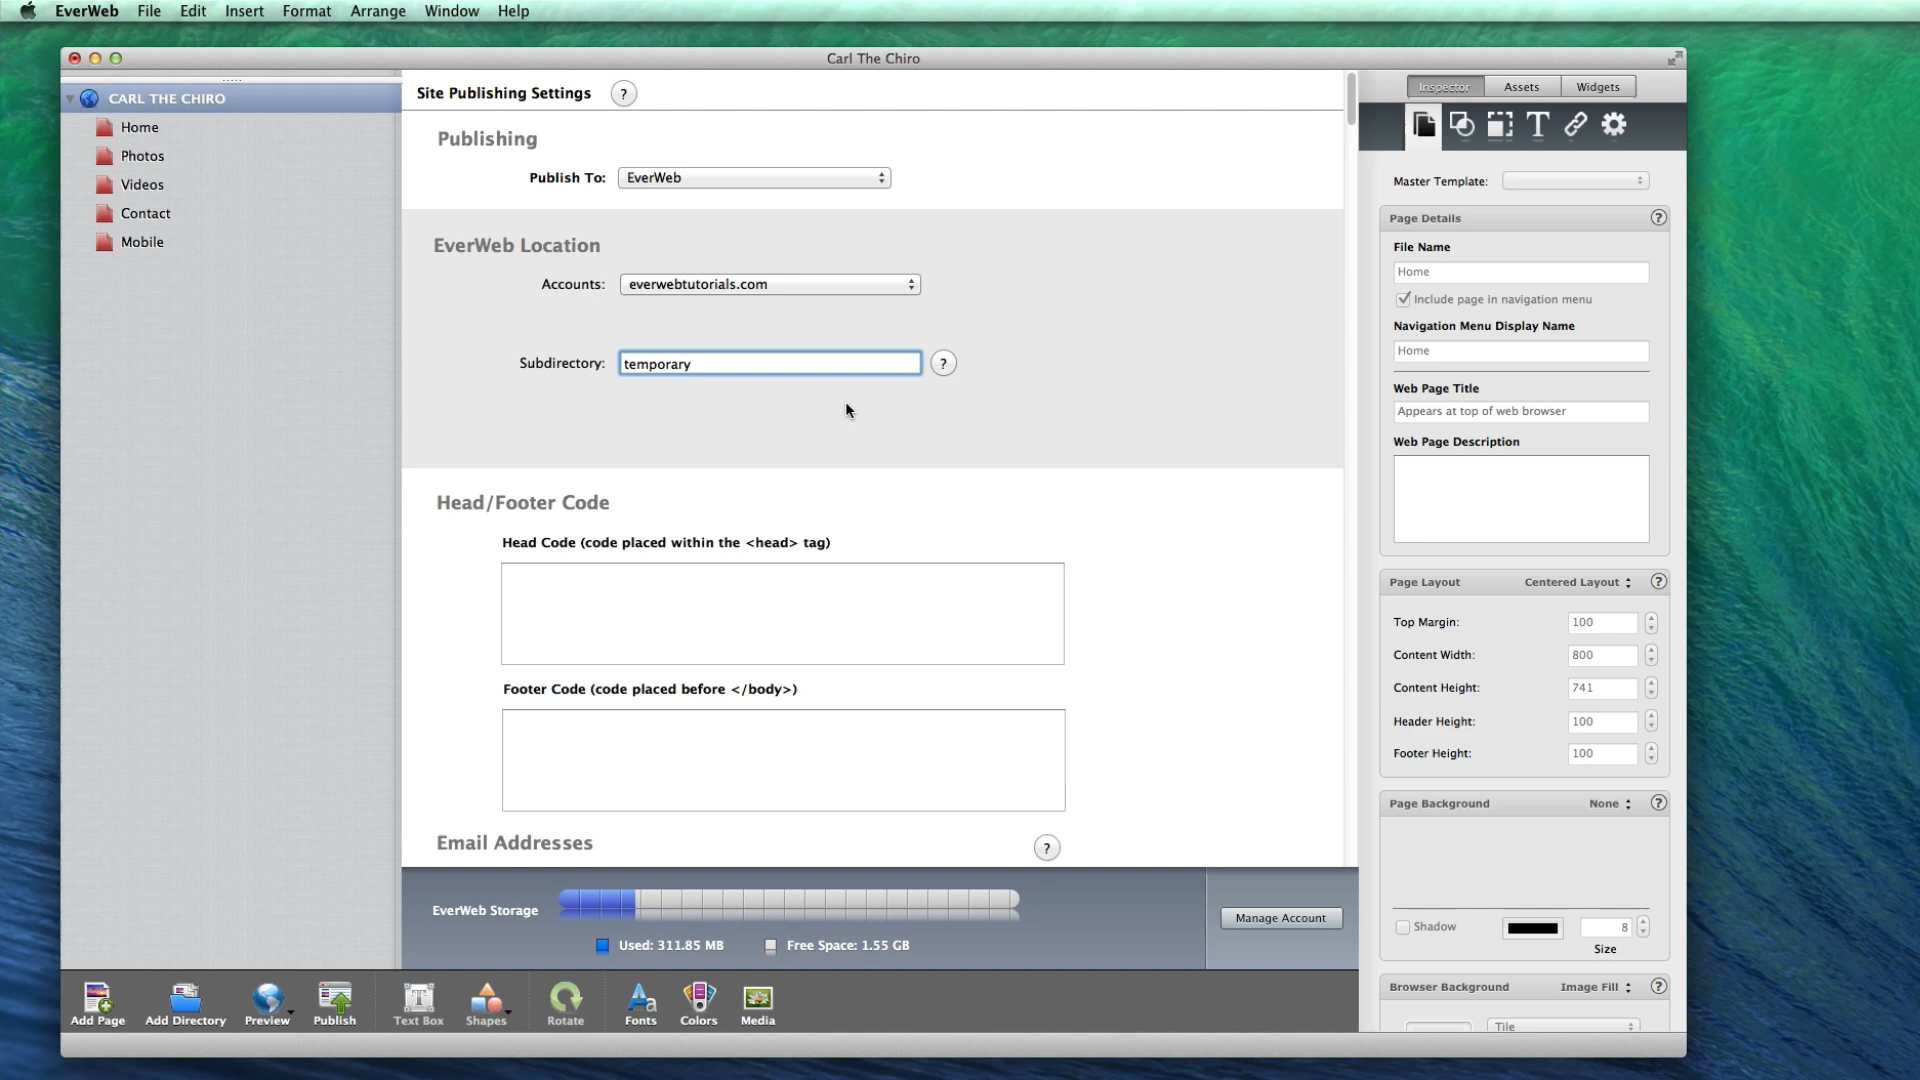 EverWeb File Edit Insert Format Arrange Window Help
Carl The Chiro
CARL THE CHIRO
Home
Photos
Videos
Contact
Mobile
Site Publishing Settings ?
Publishing
Publish To: EverWeb
EverWeb Location
Accounts: everwebtutorials.com
Subdirectory: temporary ?
Head/Footer Code
Head Code (code placed within the <head> tag)
Footer Code (code placed before </body>)
Email Addresses ?
EverWeb Storage
Used: 311.85 MB Free Space: 1.55 GB
Manage Account
Inspector Assets Widgets
Master Template:
Page Details ?
File Name
Home
Include page in navigation menu
Navigation Menu Display Name
Home
Web Page Title
Appears at top of web browser
Web Page Description
Page Layout Centered Layout ?
Top Margin: 100
Content Width: 800
Content Height: 741
Header Height: 100
Footer Height: 100
Page Background None ?
Shadow 8
Size
Browser Background Image Fill ?
Tile
Add Page Add Directory Preview Publish Text Box Shapes Rotate Fonts Colors Media